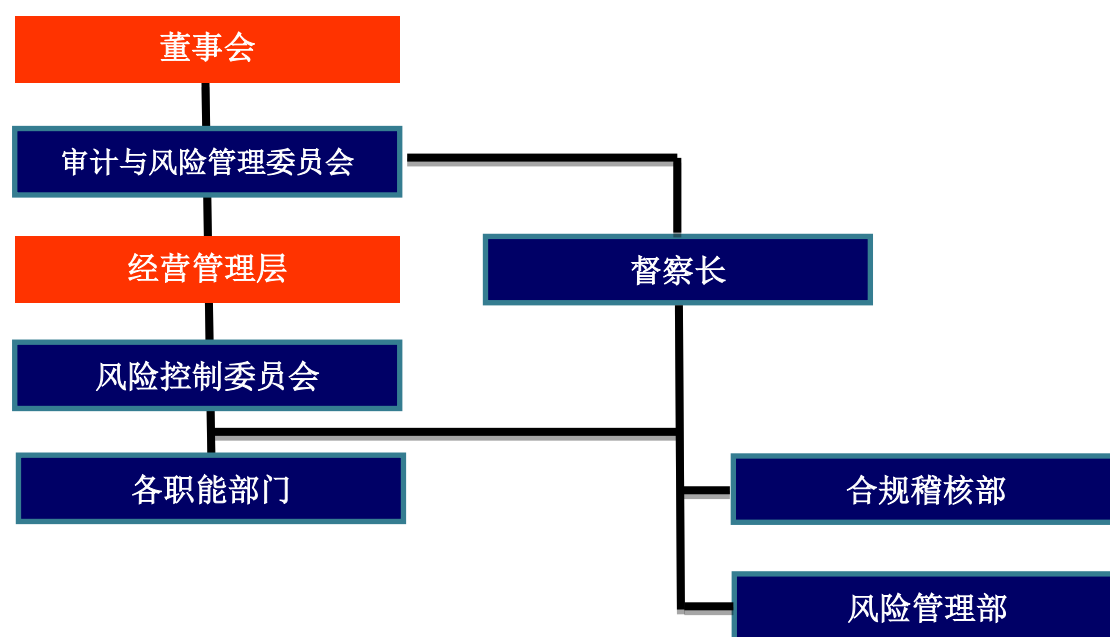 董事会
审计与风险管理委员会
经营管理层
督察长
风险控制委员会
各职能部门
合规稽核部
风险管理部